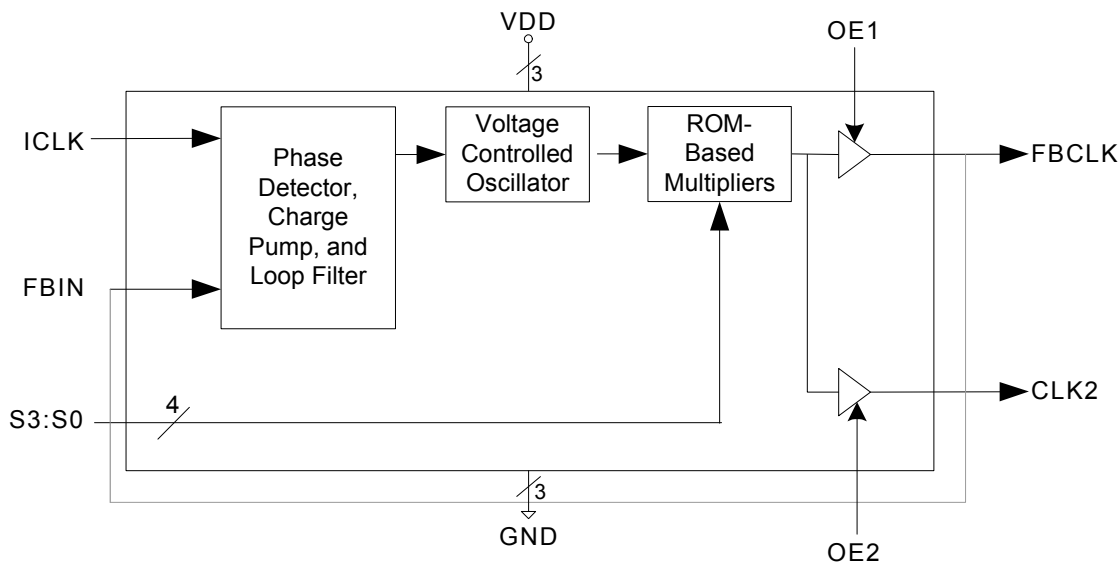 VDD
OE1
3
ICLK
Phase
Detector,
Charge
Pump, and
Loop Filter
Voltage
Controlled
Oscillator
ROM-
Based
Multipliers
FBCLK
FBIN
CLK2
S3:S0
4
3
GND
OE2